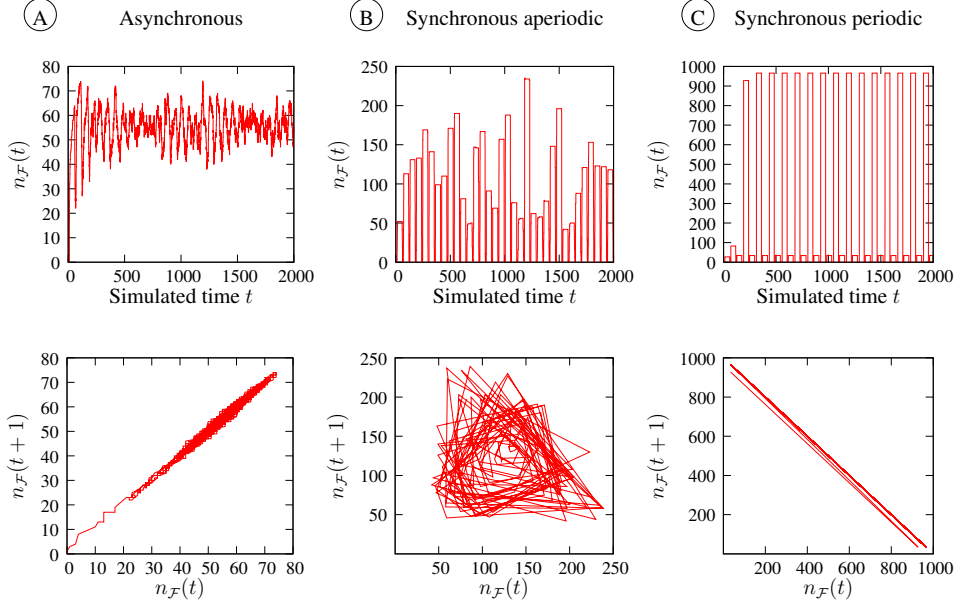 A Asynchronous
B Synchronous aperiodic
C Synchronous periodic
80
70
60
50
40
30
20
10
0
n_F(t)
0 500 1000 1500 2000
Simulated time t
250
200
150
100
50
0
n_F(t)
0 500 1000 1500 2000
Simulated time t
1000
900
800
700
600
500
400
300
200
100
0
n_F(t)
0 500 1000 1500 2000
Simulated time t
80
70
60
50
40
30
20
10
0
n_F(t + 1)
0 10 20 30 40 50 60 70 80
n_F(t)
250
200
150
100
50
n_F(t + 1)
50 100 150 200 250
n_F(t)
1000
800
600
400
200
n_F(t + 1)
200 400 600 800 1000
n_F(t)